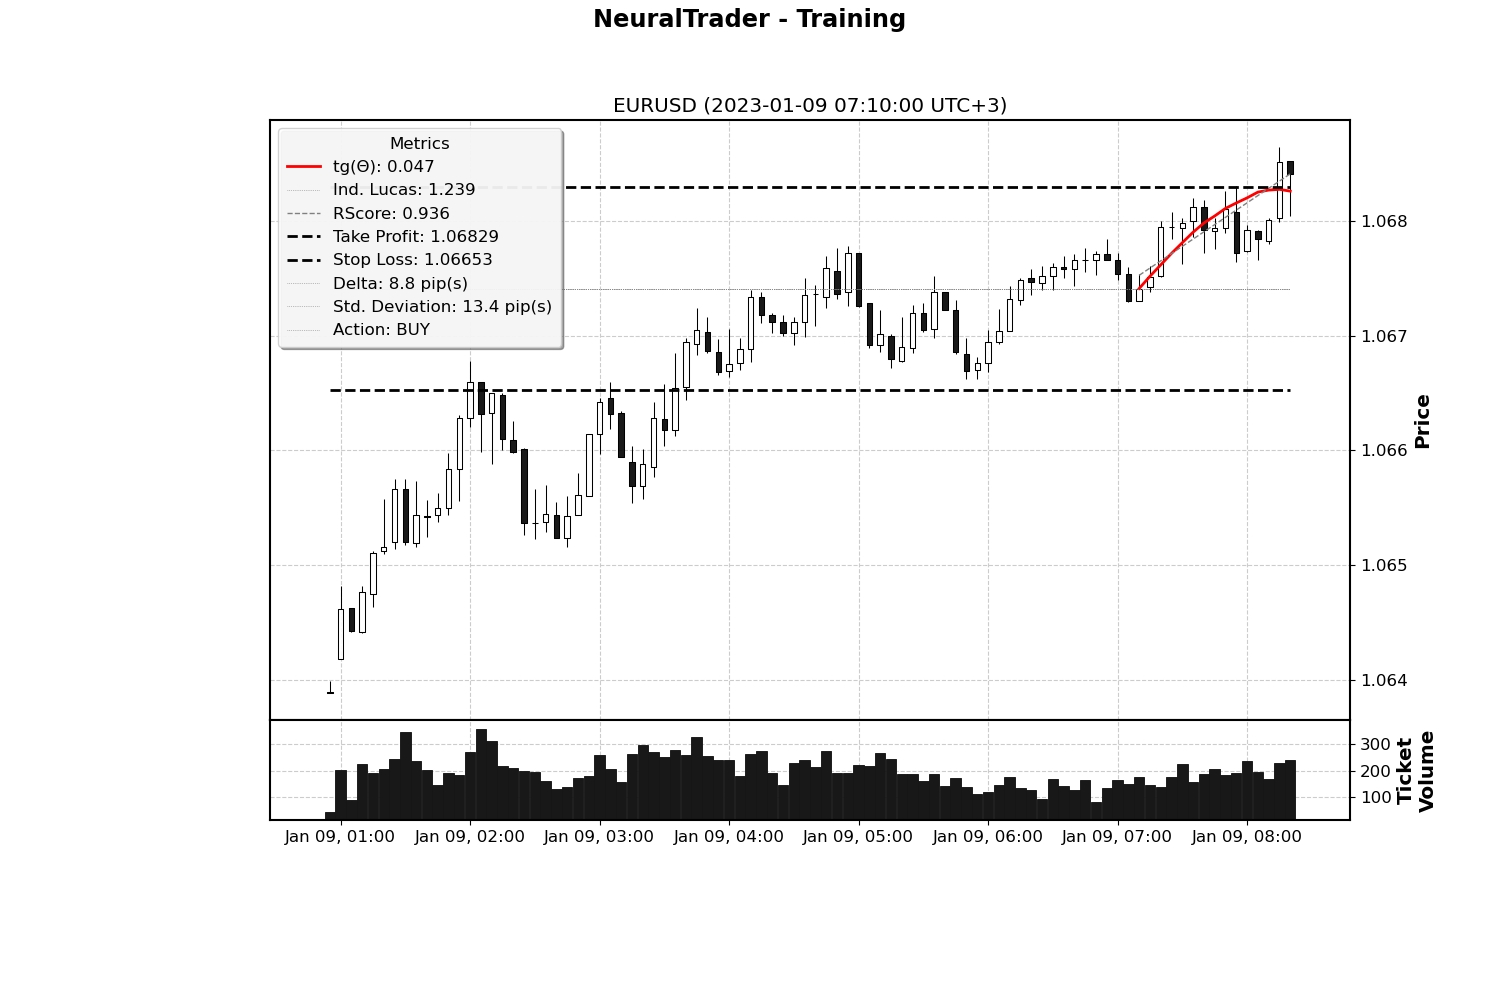 NeuralTrader - Training
EURUSD (2023-01-09 07:10:00 UTC+3)
Metrics
tg(Θ): 0.047
Ind. Lucas: 1.239
RScore: 0.936
Take Profit: 1.06829
Stop Loss: 1.06653
Delta: 8.8 pip(s)
Std. Deviation: 13.4 pip(s)
Action: BUY
1.068
1.067
1.066
1.065
1.064
Price
300
200
100
Ticket
Volume
Jan 09, 01:00
Jan 09, 02:00
Jan 09, 03:00
Jan 09, 04:00
Jan 09, 05:00
Jan 09, 06:00
Jan 09, 07:00
Jan 09, 08:00